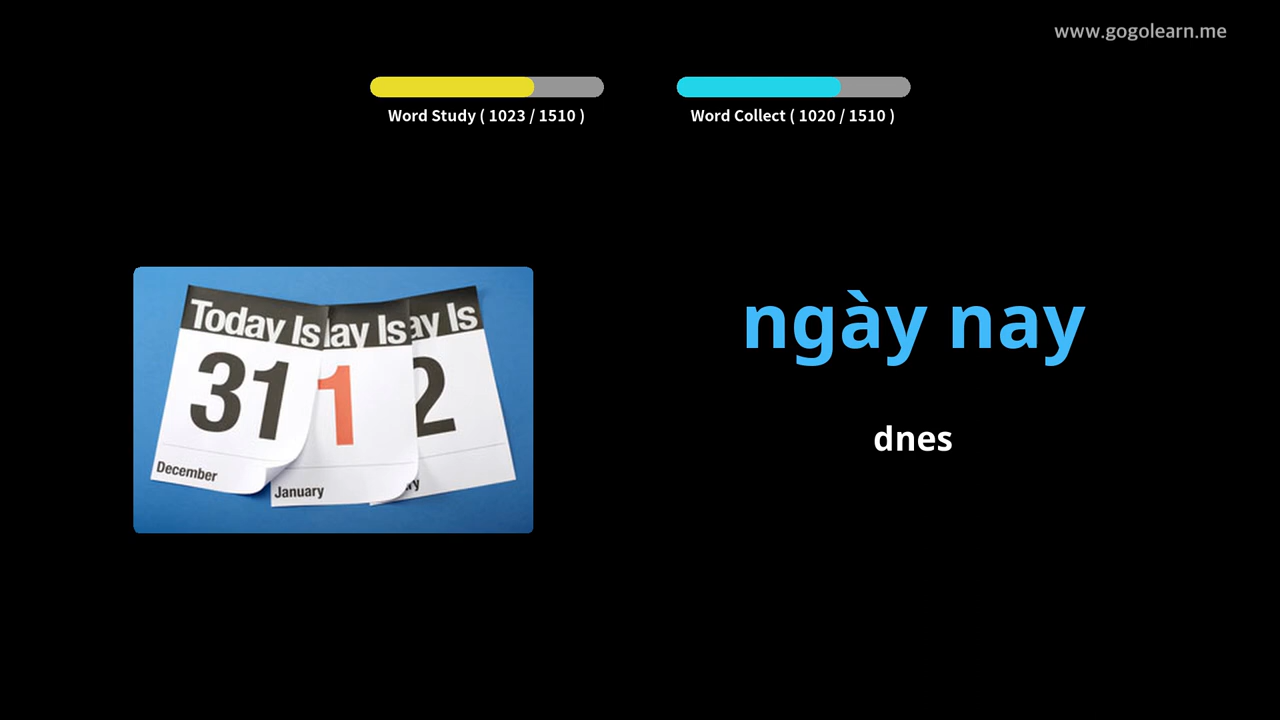 www.gogolearn.me
Word Study ( 1023 / 1510 )
Word Collect ( 1020 / 1510 )
Today Is
31
December
ay Is
1
January
ay Is
2
ry
ngày nay
dnes